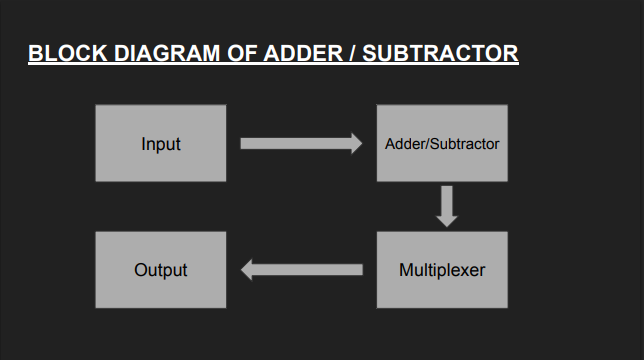 BLOCK DIAGRAM OF ADDER / SUBTRACTOR
Input
Adder/Subtractor
Output
Multiplexer